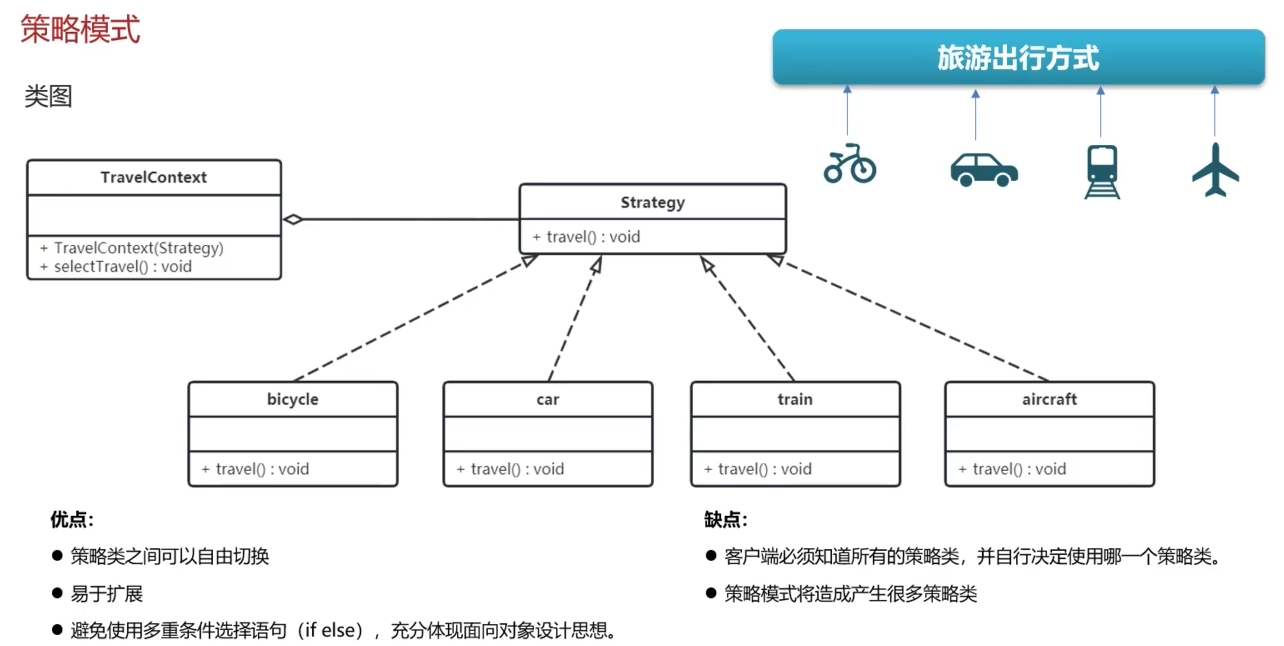 策略模式
旅游出行方式
类图
TravelContext
+ TravelContext(Strategy)
+ selectTravel() : void
Strategy
+ travel() : void
bicycle
+ travel() : void
car
+ travel() : void
train
+ travel() : void
aircraft
+ travel() : void
优点：
● 策略类之间可以自由切换
● 易于扩展
● 避免使用多重条件选择语句（if else），充分体现面向对象设计思想。
缺点：
● 客户端必须知道所有的策略类，并自行决定使用哪一个策略类。
● 策略模式将造成产生很多策略类